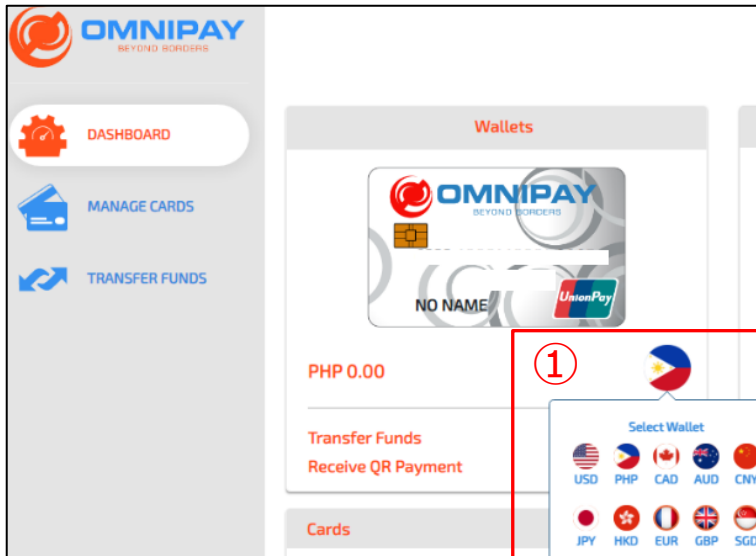 OMNIPAY
BEYOND BORDERS
DASHBOARD
MANAGE CARDS
TRANSFER FUNDS
Wallets
OMNIPAY
BEYOND BORDERS
NO NAME
UnionPay
PHP 0.00
①
Transfer Funds
Receive QR Payment
Select Wallet
USD PHP CAD AUD CNY
JPY HKD EUR GBP SGD
Cards